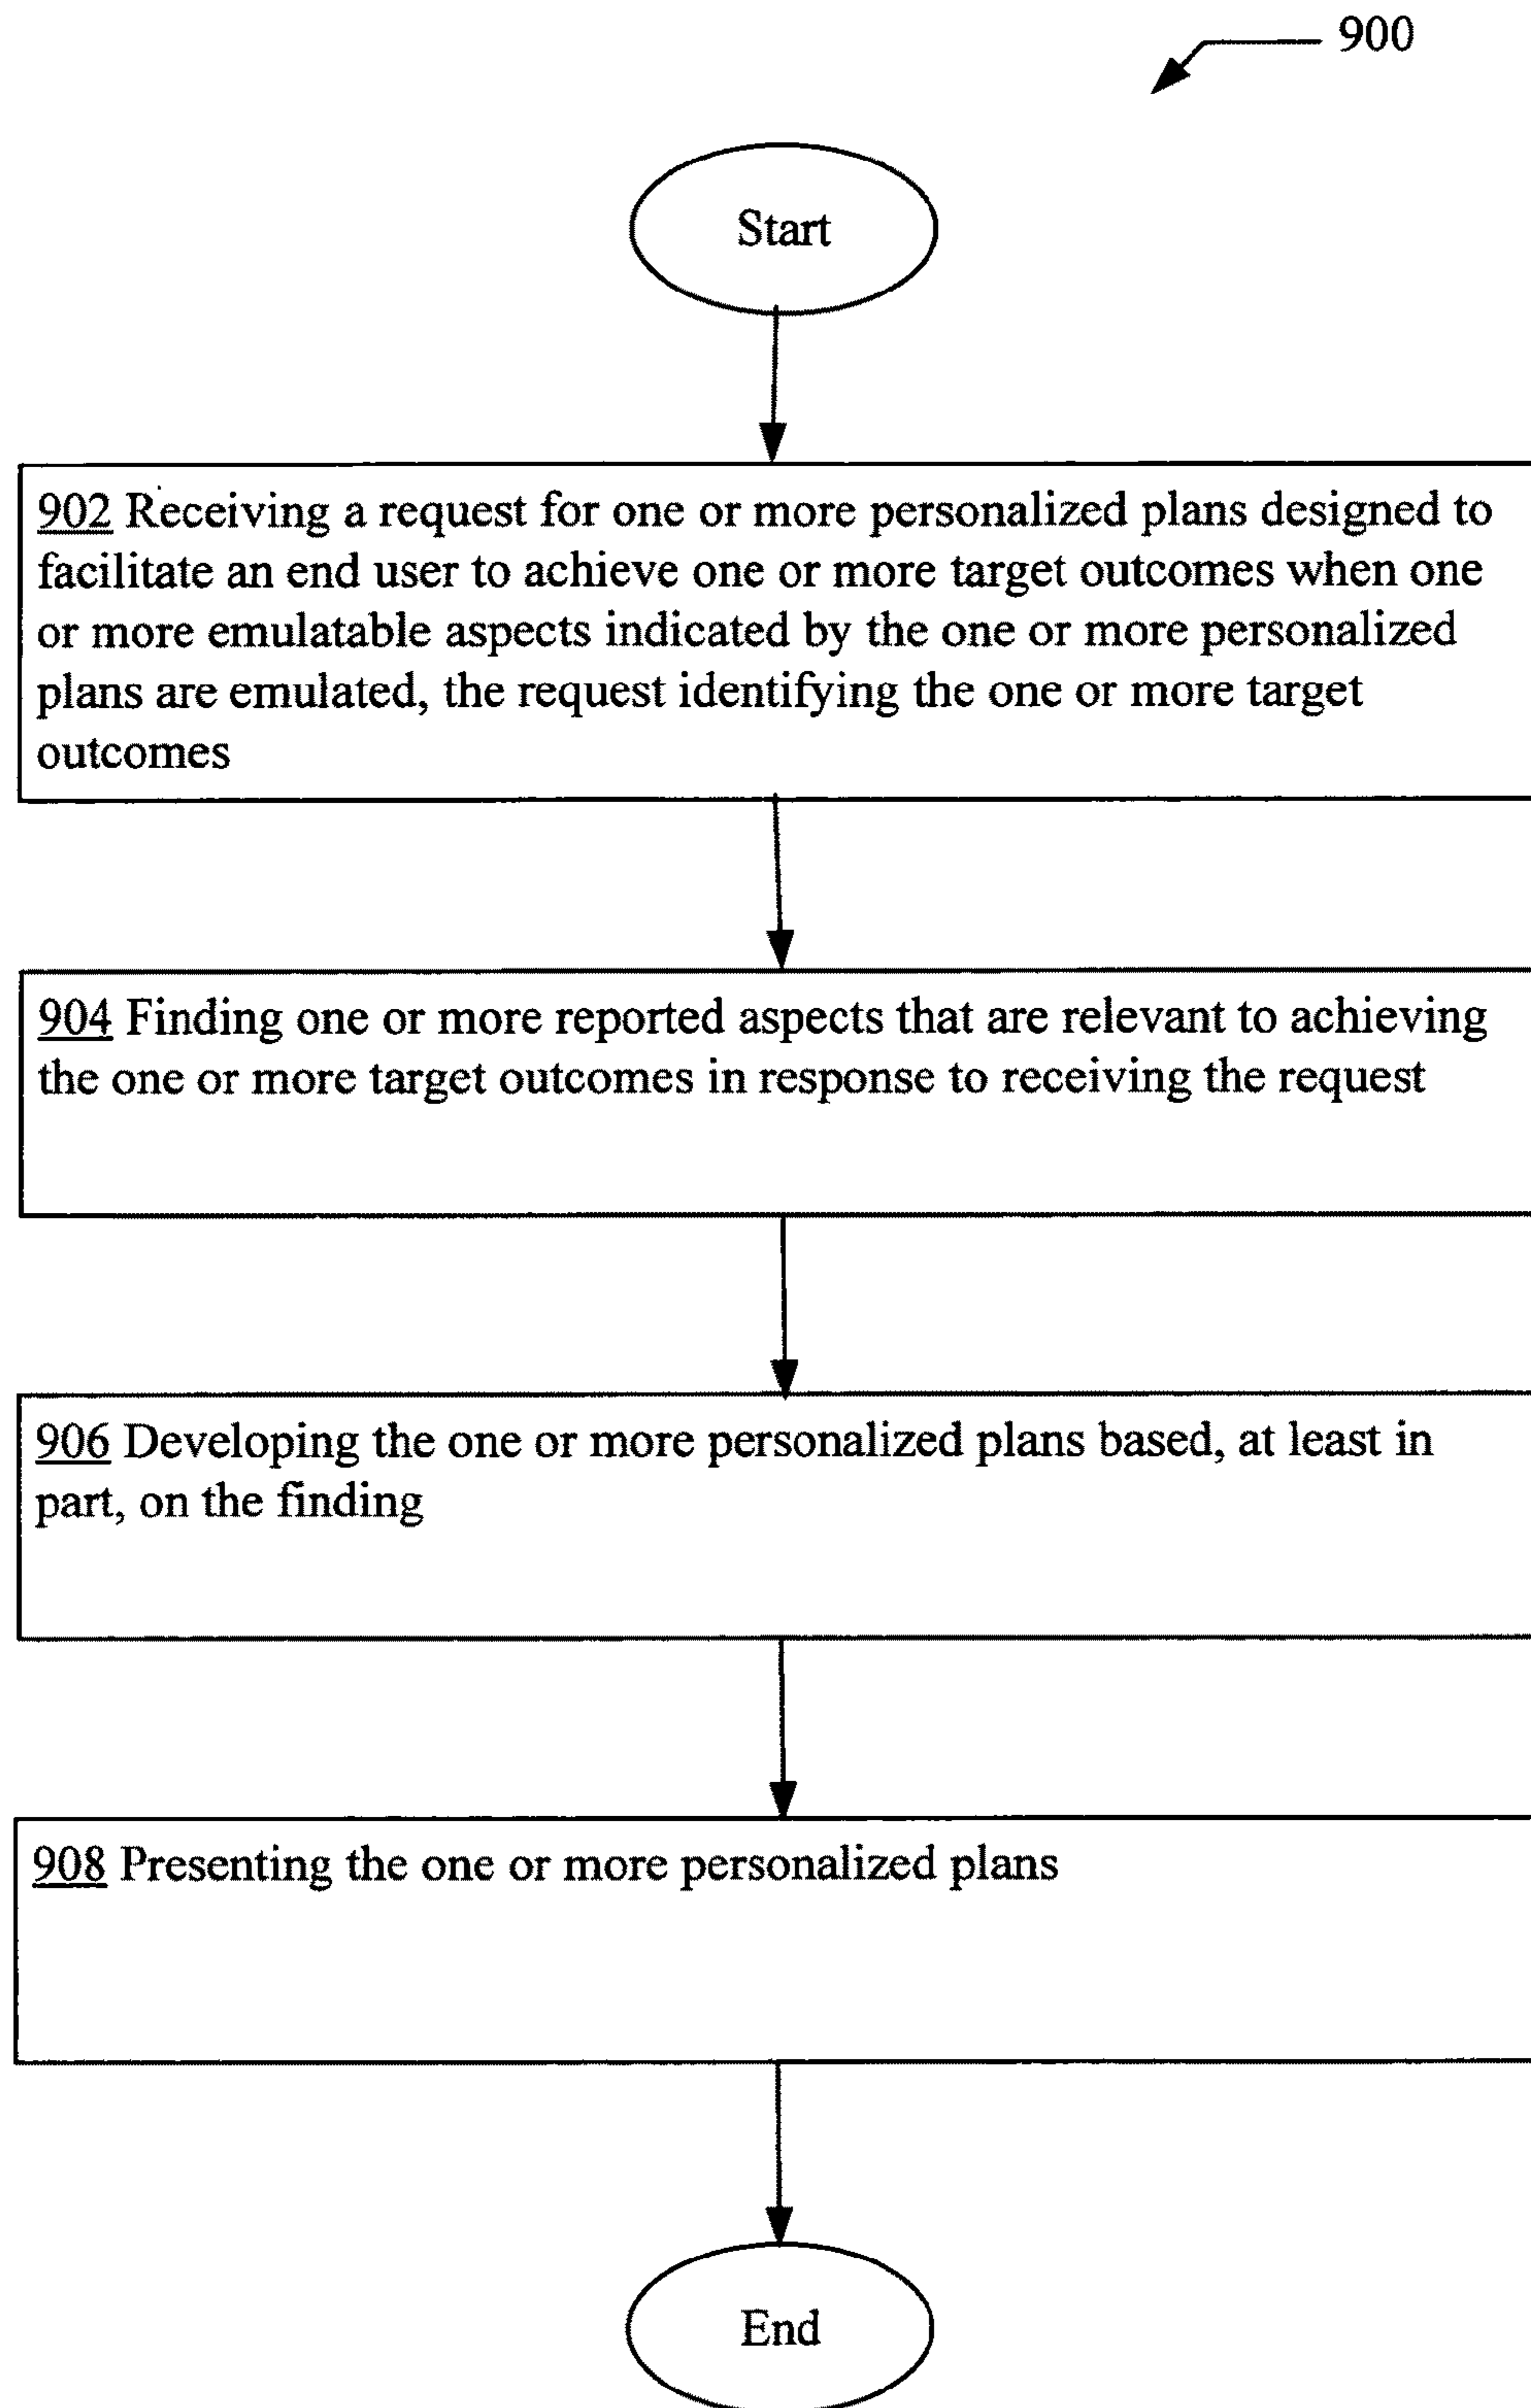 900
Start
902 Receiving a request for one or more personalized plans designed to
facilitate an end user to achieve one or more target outcomes when one
or more emulatable aspects indicated by the one or more personalized
plans are emulated, the request identifying the one or more target
outcomes
904 Finding one or more reported aspects that are relevant to achieving
the one or more target outcomes in response to receiving the request
906 Developing the one or more personalized plans based, at least in
part, on the finding
908 Presenting the one or more personalized plans
End